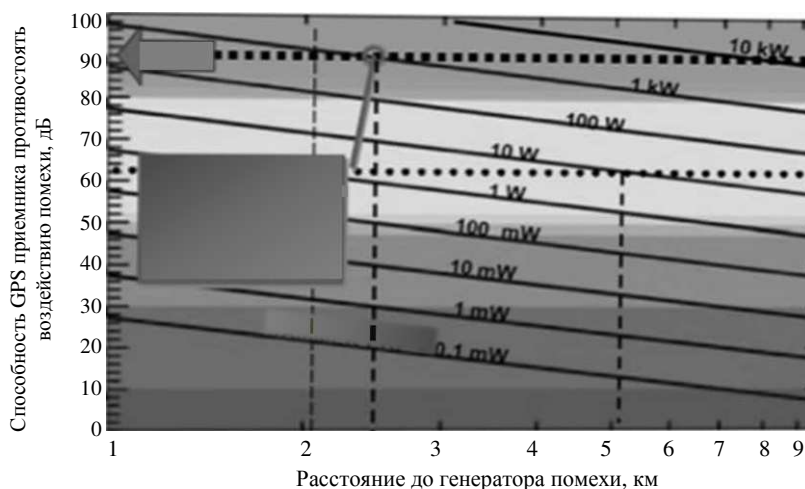 Способность GPS приемника противостоять
воздействию помехи, дБ
100
90
80
70
60
50
40
30
20
10
0
10 kW
1 kW
100 W
10 W
1 W
100 mW
10 mW
1 mW
0.1 mW
1 2 3 4 5 6 7 8 9
Расстояние до генератора помехи, км